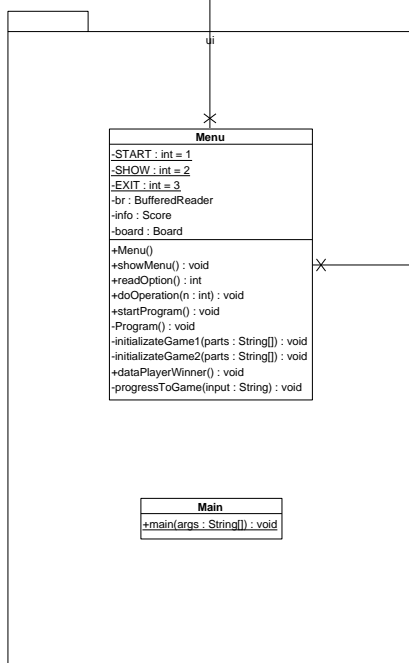 ui
Menu
-START : int = 1
-SHOW : int = 2
-EXIT : int = 3
-br : BufferedReader
-info : Score
-board : Board
+Menu()
+showMenu() : void
+readOption() : int
+doOperation(n : int) : void
+startProgram() : void
-Program() : void
-initializateGame1(parts : String[]) : void
-initializateGame2(parts : String[]) : void
+dataPlayerWinner() : void
-progressToGame(input : String) : void
Main
+main(args : String[]) : void